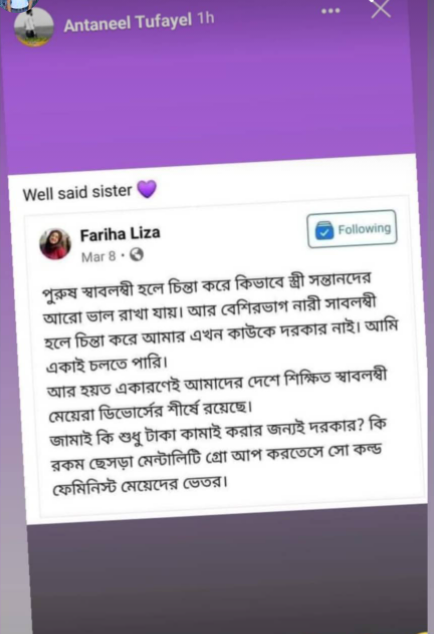 Antaneel Tufayel 1h
Well said sister 💜
Fariha Liza
Following
Mar 8 ·
পুরুষ স্বাবলম্বী হলে চিন্তা করে কিভাবে স্ত্রী সন্তানদের
আরো ভাল রাখা যায়। আর বেশিরভাগ নারী সাবলম্বী
হলে চিন্তা করে আমার এখন কাউকে দরকার নাই। আমি
একাই চলতে পারি।
আর হয়ত একারণেই আমাদের দেশে শিক্ষিত স্বাবলম্বী
মেয়েরা ডিভোর্সের শীর্ষে রয়েছে।
জামাই কি শুধু টাকা কামাই করার জন্যই দরকার? কি
রকম ছেসড়া মেন্টালিটি গ্রো আপ করতেসে সো কল্ড
ফেমিনিস্ট মেয়েদের ভেতর।